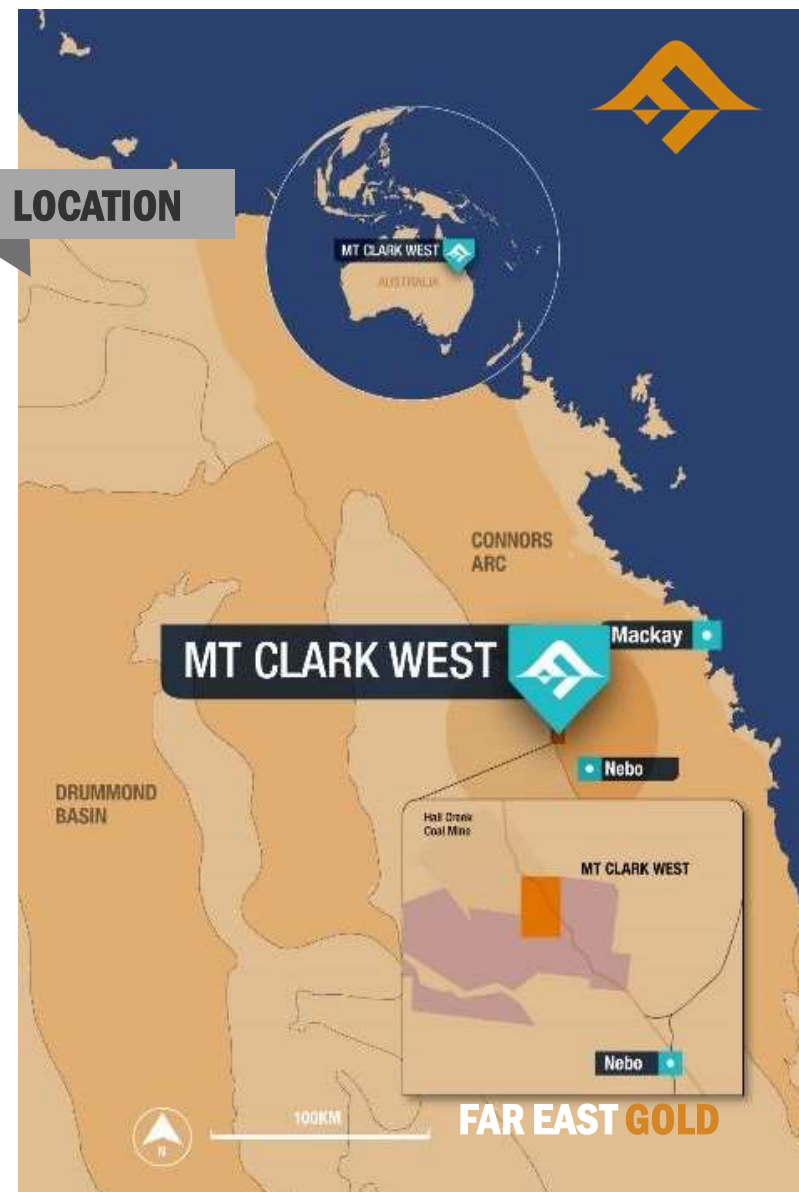 LOCATION
MT CLARK WEST
AUSTRALIA
CONNORS
ARC
Mackay
MT CLARK WEST
Nebo
DRUMMOND
BASIN
Hail Creek
Coal Mine
MT CLARK WEST
Nebo
100KM
N
FAR EAST GOLD